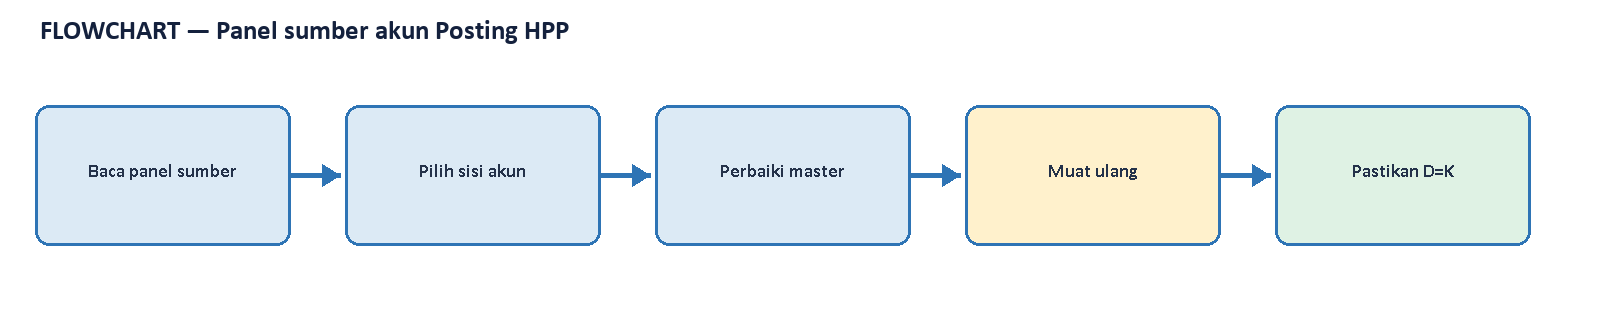 FLOWCHART — Panel sumber akun Posting HPP
Baca panel sumber
Pilih sisi akun
Perbaiki master
Muat ulang
Pastikan D=K